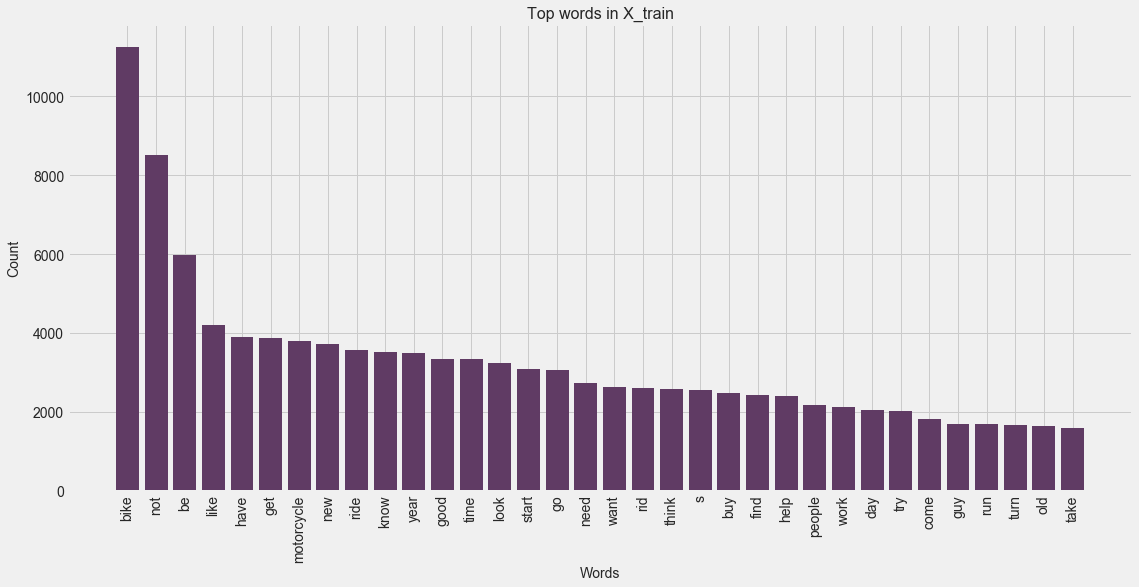 Top words in X_train
Count
10000
8000
6000
4000
2000
0
bike
not
be
like
have
get
motorcycle
new
ride
know
year
good
time
look
start
go
need
want
rid
think
s
buy
find
help
people
work
day
try
come
guy
run
turn
old
take
Words